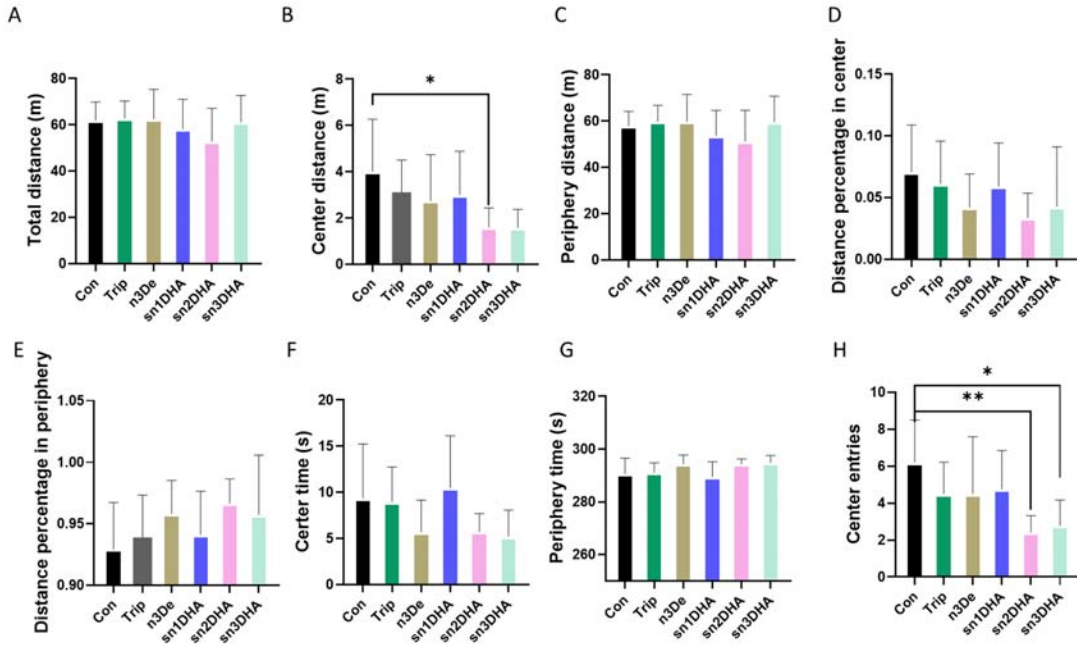 A
B
C
D
Total distance (m)
80
60
40
20
0
Con
Trip
n3De
sn1DHA
sn2DHA
sn3DHA
Center distance (m)
8
6
4
2
0
*
Con
Trip
n3De
sn1DHA
sn2DHA
sn3DHA
Periphery distance (m)
80
60
40
20
0
Con
Trip
n3De
sn1DHA
sn2DHA
sn3DHA
Distance percentage in center
0.15
0.10
0.05
0.00
Con
Trip
n3De
sn1DHA
sn2DHA
sn3DHA
E
F
G
H
Distance percentage in periphery
1.05
1.00
0.95
0.90
Con
Trip
n3De
sn1DHA
sn2DHA
sn3DHA
Certer time (s)
20
15
10
5
0
Con
Trip
n3De
sn1DHA
sn2DHA
sn3DHA
Periphery time (s)
320
300
280
260
Con
Trip
n3De
sn1DHA
sn2DHA
sn3DHA
Center entries
10
8
6
4
2
0
*
**
Con
Trip
n3De
sn1DHA
sn2DHA
sn3DHA